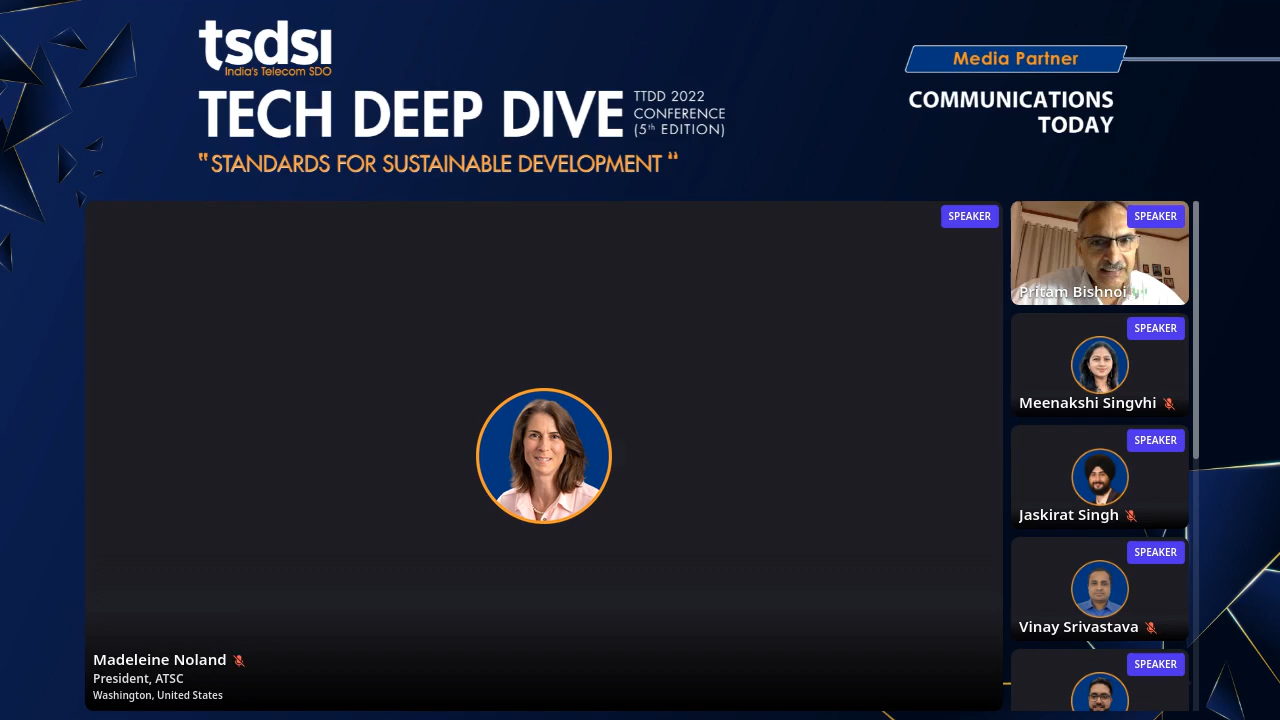 tsdsi
India's Telecom SDO
TECH DEEP DIVE
TTDD 2022
CONFERENCE
(5th EDITION)
"STANDARDS FOR SUSTAINABLE DEVELOPMENT"
Media Partner
COMMUNICATIONS
TODAY
SPEAKER
Madeleine Noland
President, ATSC
Washington, United States
SPEAKER
Pritam Bishnoi
SPEAKER
Meenakshi Singvhi
SPEAKER
Jaskirat Singh
SPEAKER
Vinay Srivastava
SPEAKER